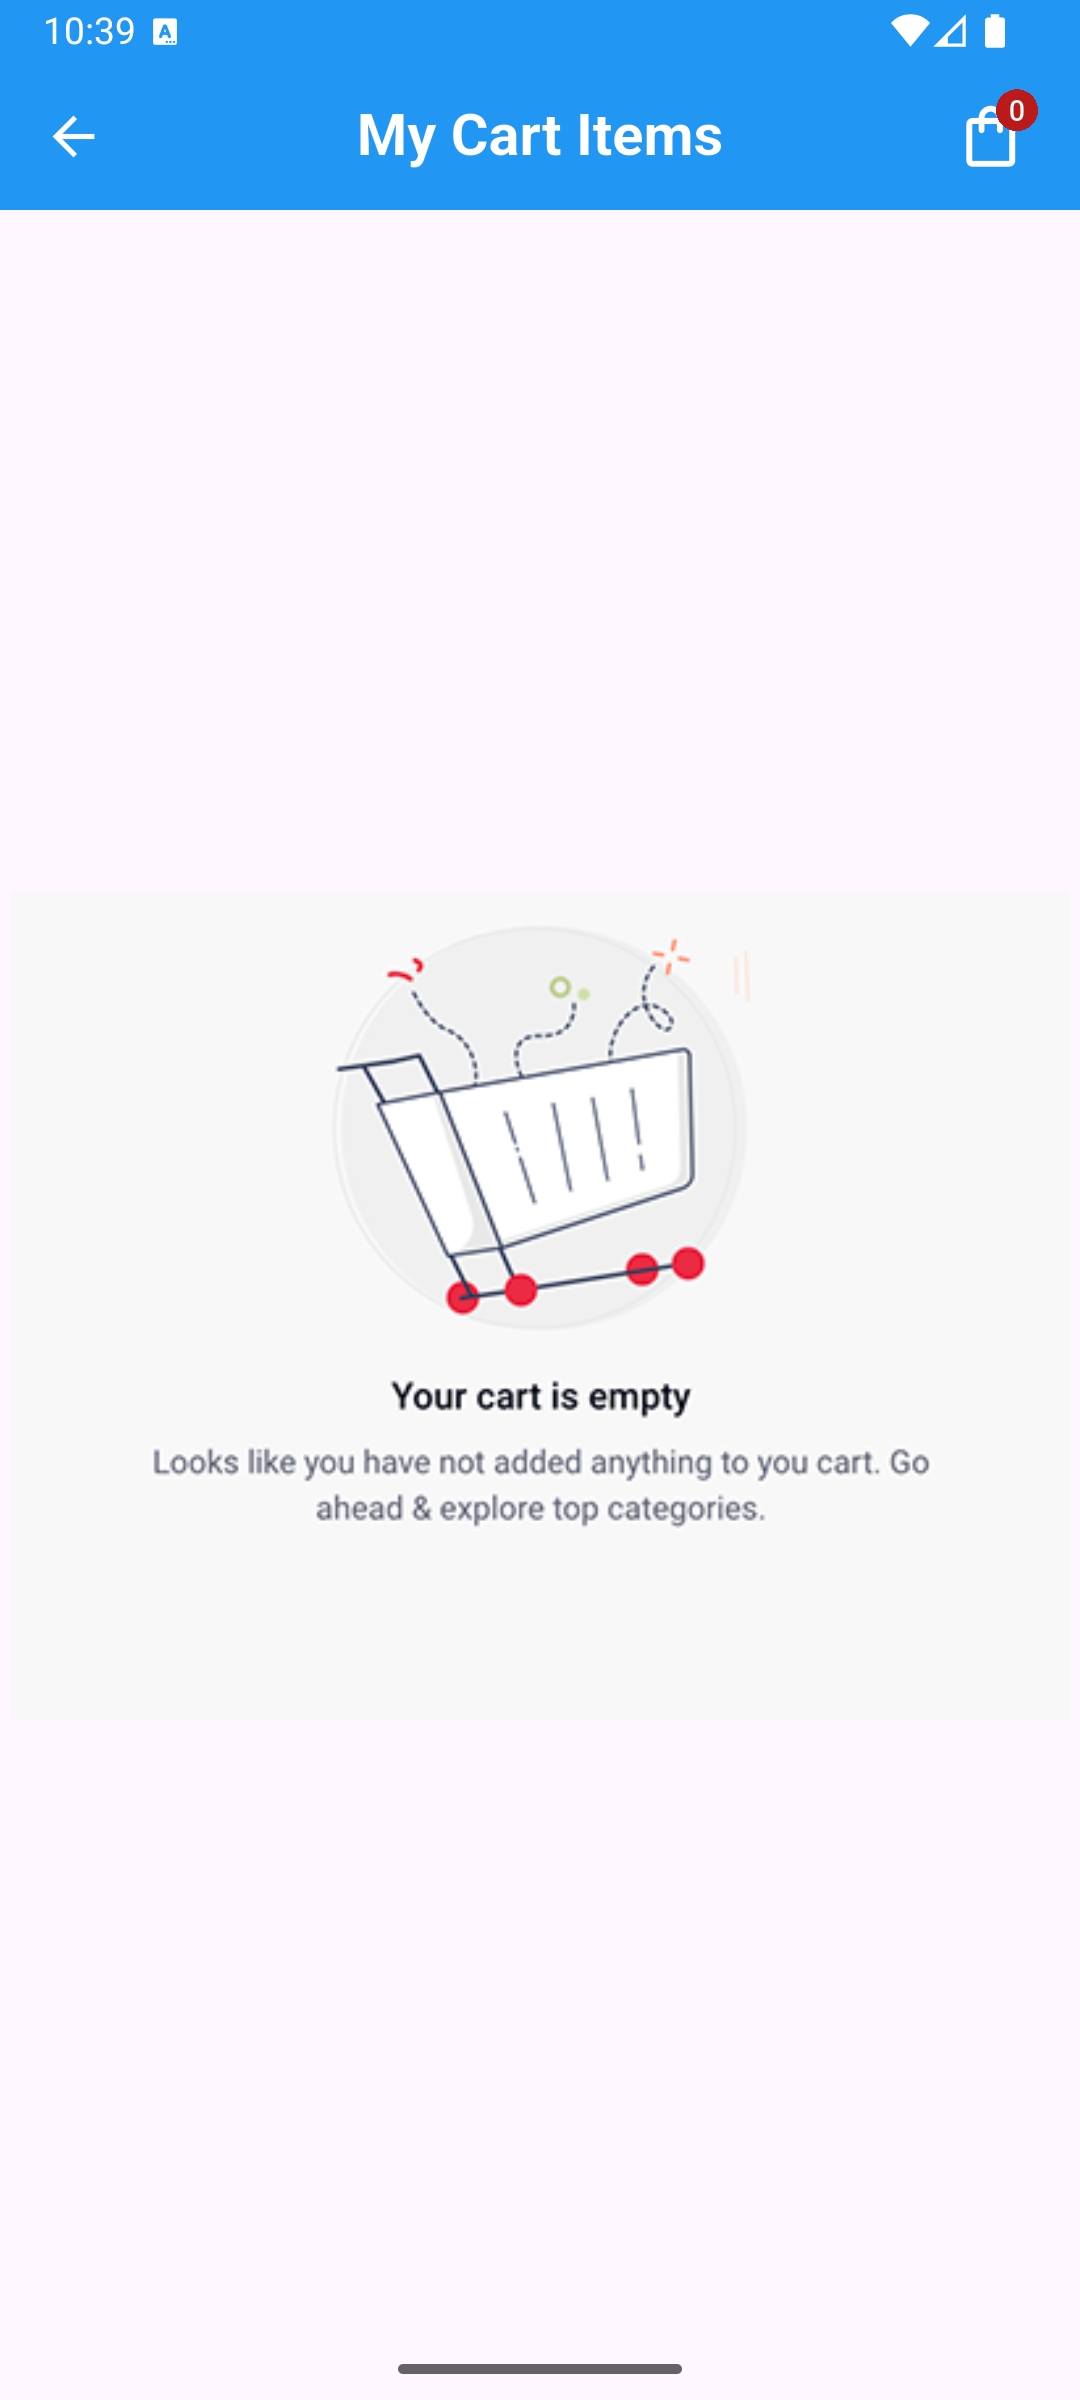 10:39
My Cart Items
0
Your cart is empty
Looks like you have not added anything to you cart. Go
ahead & explore top categories.